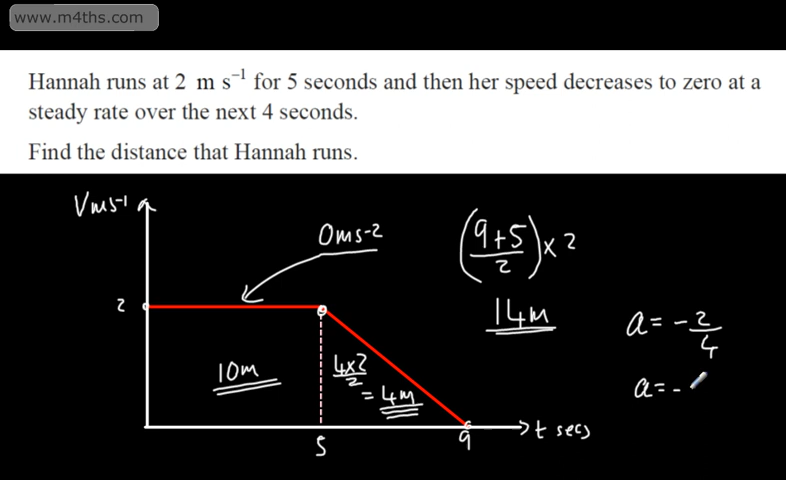 www.m4ths.com
Hannah runs at 2 m s⁻¹ for 5 seconds and then her speed decreases to zero at a
steady rate over the next 4 seconds.
Find the distance that Hannah runs.
Vms-1
0ms-2
(9+5/2)×2
14m
2
a = -2/4
10m
4×2/2
= 4m
a = -
5
9
t secs